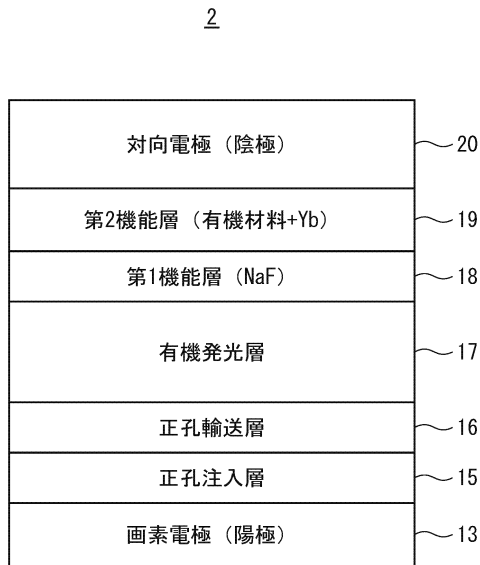 2
対向電極（陰極） 20
第2機能層（有機材料+Yb） 19
第1機能層（NaF） 18
有機発光層 17
正孔輸送層 16
正孔注入層 15
画素電極（陽極） 13